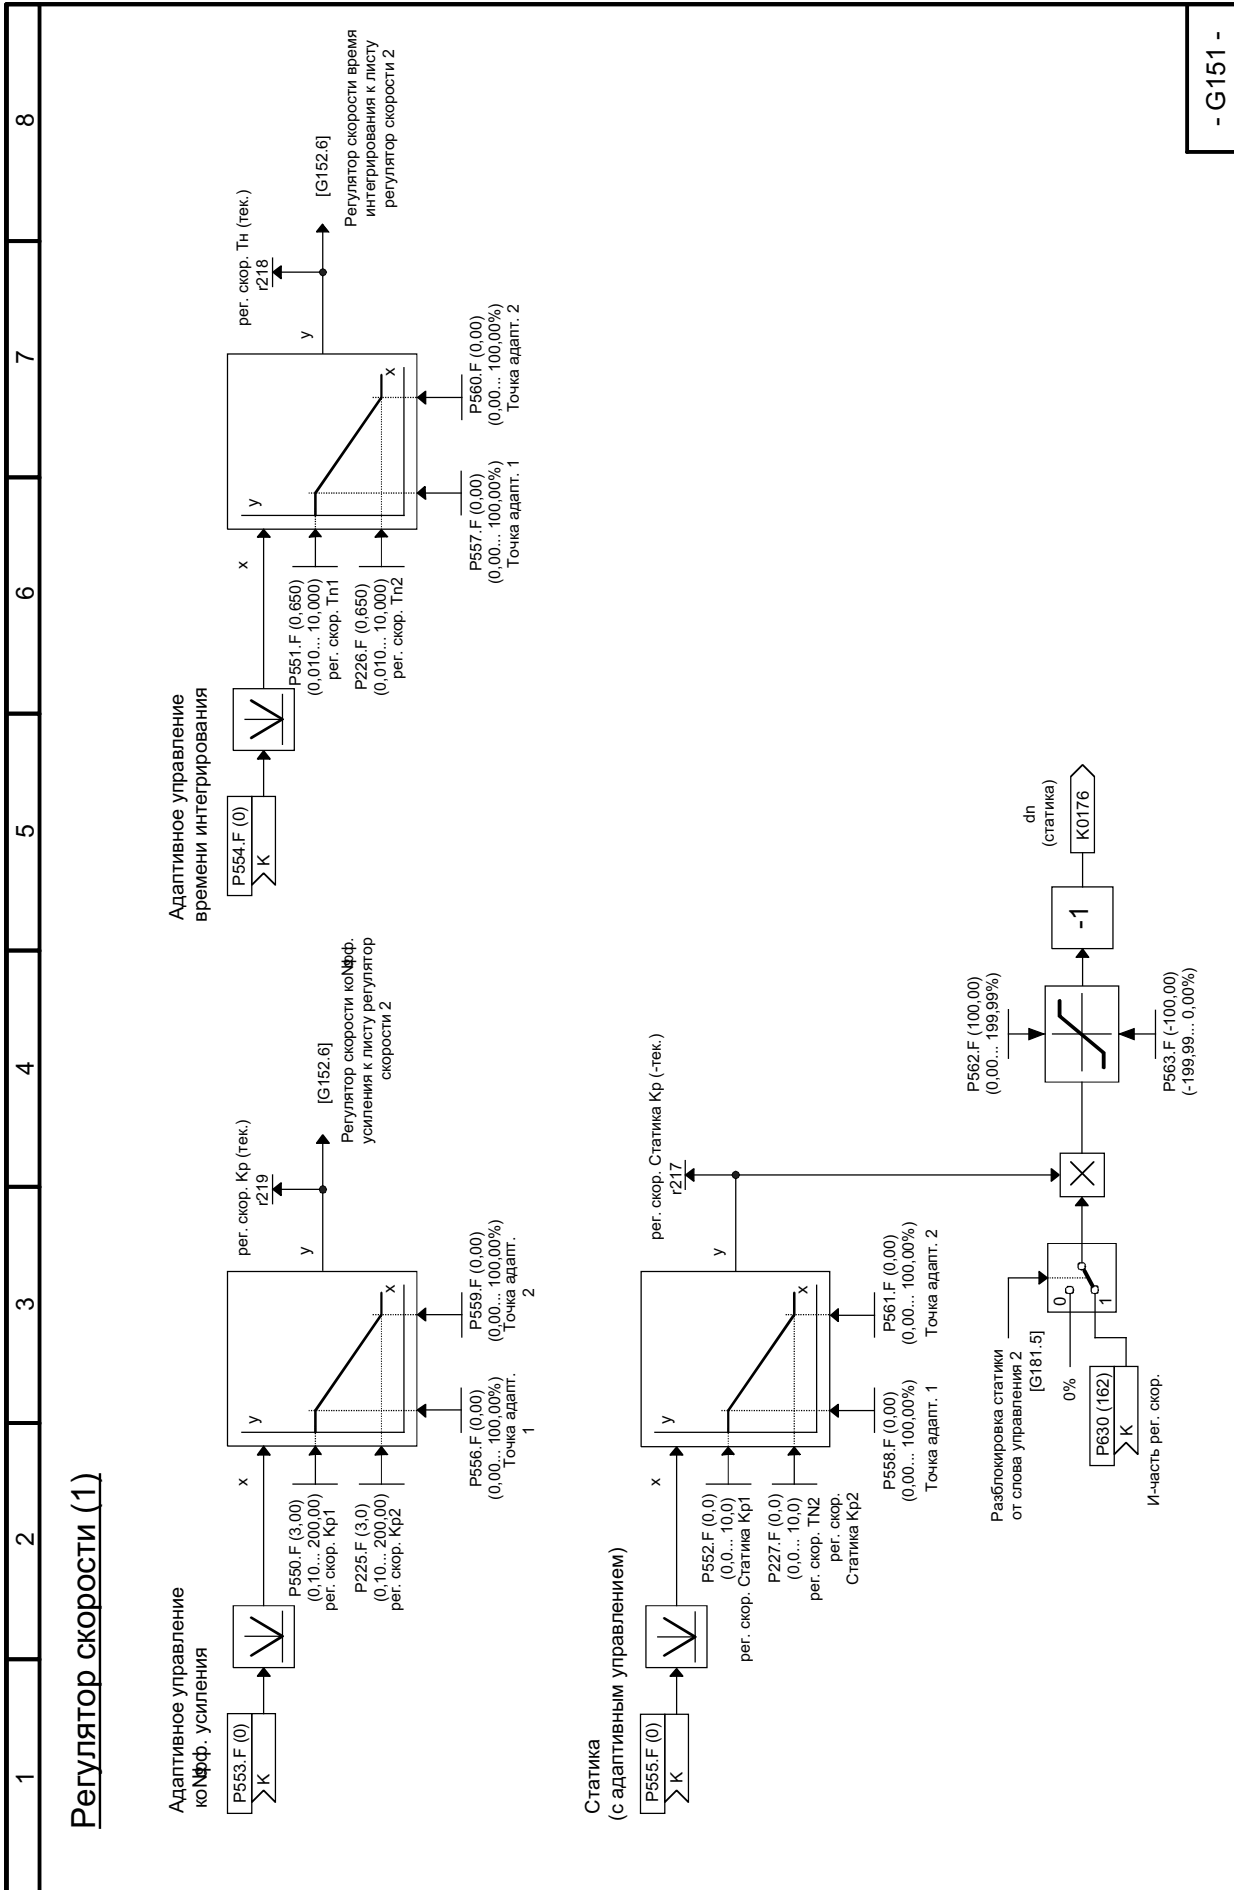 1
2
3
4
5
6
7
8
Регулятор скорости (1)
Адаптивное управление
коNфф. усиления
P553.F (0)
K
x
P550.F (3,00)
(0,10... 200,00)
рег. скор. Kp1
P225.F (3,0)
(0,10... 200,00)
рег. скор. Kp2
y
x
P556.F (0,00)
(0,00... 100,00%)
Точка адапт.
1
P559.F (0,00)
(0,00... 100,00%)
Точка адапт.
2
y
рег. скор. Kp (тек.)
r219
[G152.6]
Регулятор скорости коNфф.
усиления к листу регулятор
скорости 2
Адаптивное управление
времени интегрирования
P554.F (0)
K
x
P551.F (0,650)
(0,010... 10,000)
рег. скор. Tn1
P226.F (0,650)
(0,010... 10,000)
рег. скор. Tn2
y
x
P557.F (0,00)
(0,00... 100,00%)
Точка адапт. 1
P560.F (0,00)
(0,00... 100,00%)
Точка адапт. 2
y
рег. скор. Тн (тек.)
r218
[G152.6]
Регулятор скорости время
интегрирования к листу
регулятор скорости 2
Статика
(с адаптивным управлением)
P555.F (0)
K
x
P552.F (0,0)
(0,0... 10,0)
рег. скор. Статика Kp1
P227.F (0,0)
(0,0... 10,0)
рег. скор. TN2
рег. скор.
Статика Kp2
y
x
P558.F (0,00)
(0,00... 100,00%)
Точка адапт. 1
P561.F (0,00)
(0,00... 100,00%)
Точка адапт. 2
y
рег. скор. Статика Kp (-тек.)
r217
Разблокировка статики
от слова управления 2
[G181.5]
0%
0
1
P630 (162)
K
И-часть рег. скор.
P562.F (100,00)
(0,00... 199,99%)
P563.F (-100,00)
(-199,99... 0,00%)
-1
dn
(статика)
K0176
- G151 -